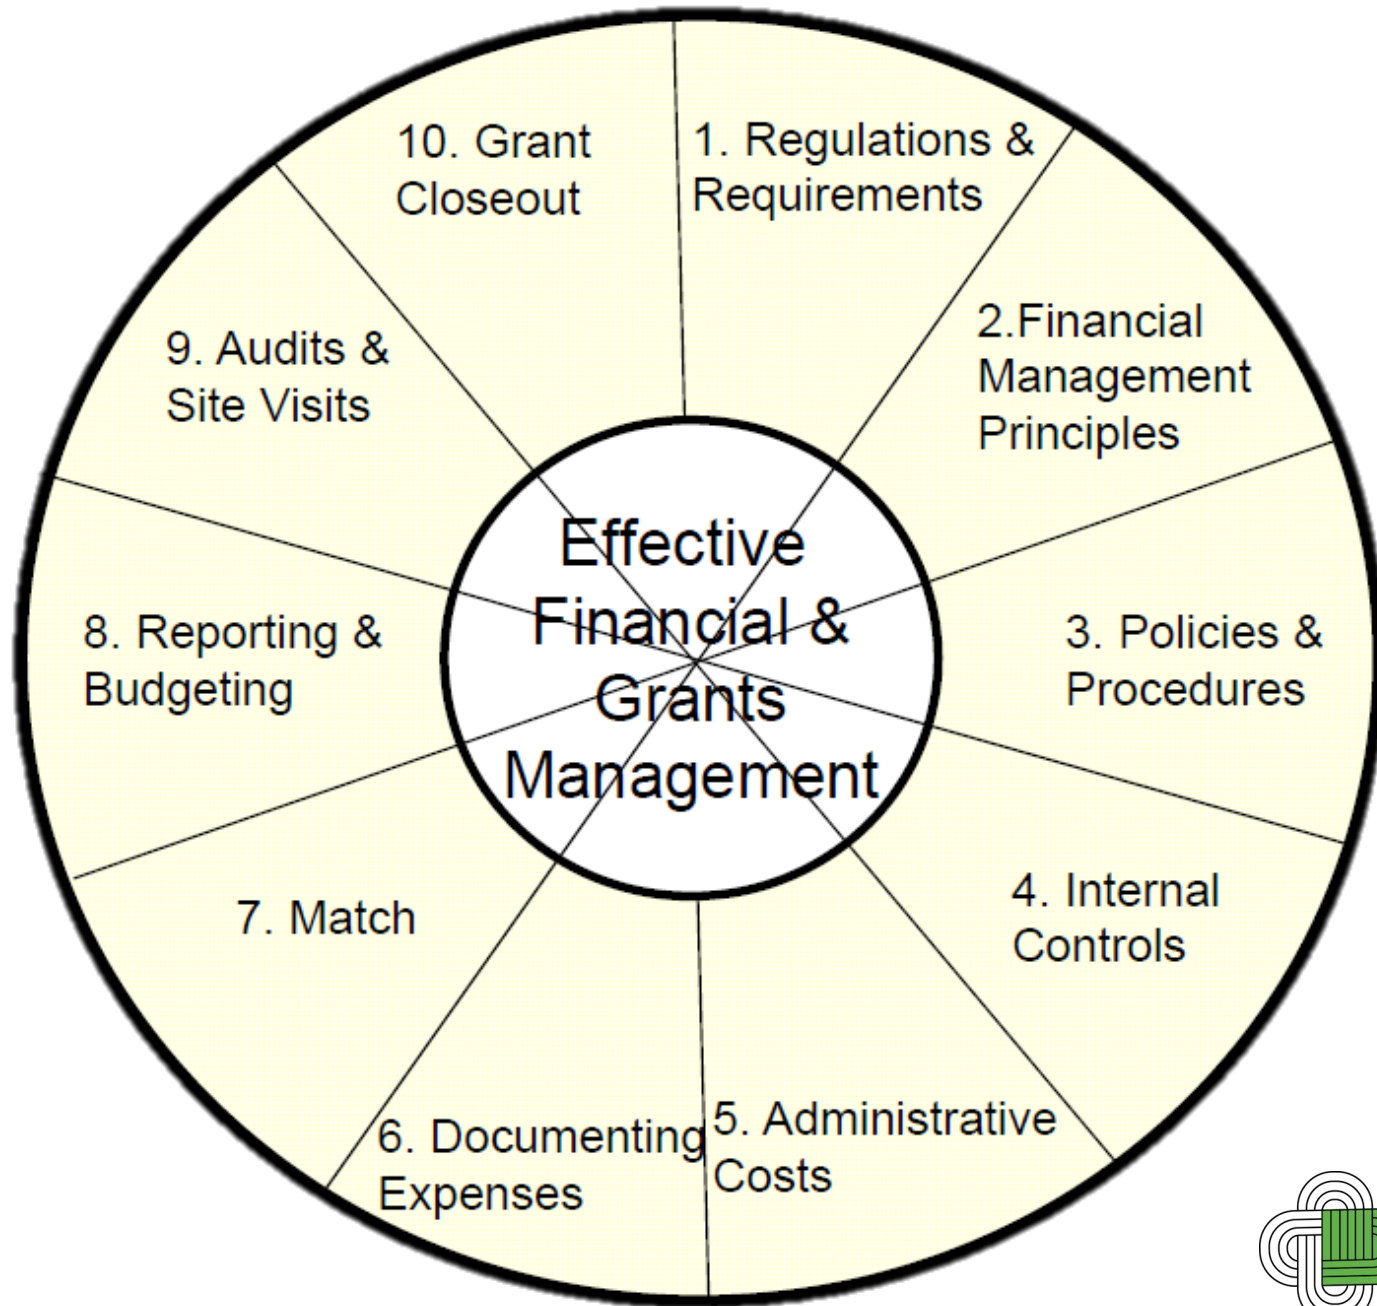 1. Regulations &
Requirements
2.Financial
Management
Principles
3. Policies &
Procedures
4. Internal
Controls
5. Administrative
Costs
6. Documenting
Expenses
7. Match
8. Reporting &
Budgeting
9. Audits &
Site Visits
10. Grant
Closeout
Effective
Financial &
Grants
Management